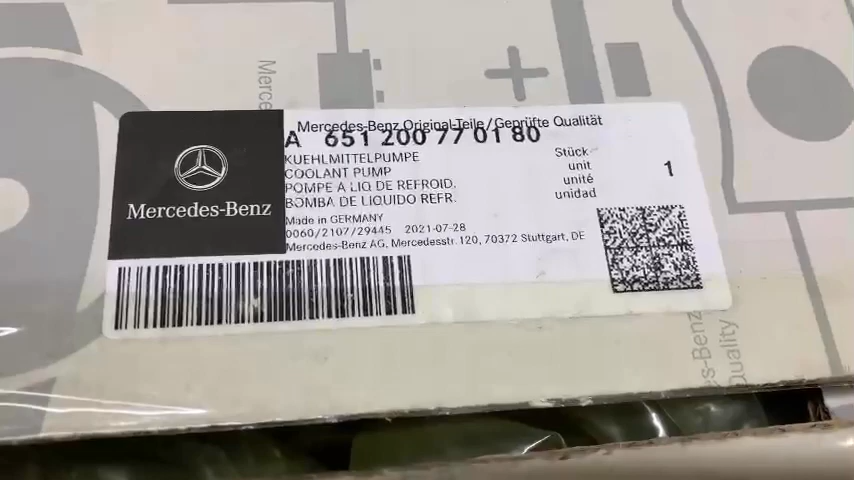 Mercedes-Benz Original-Teile/Geprüfte Qualität
A 651 200 77 01 80
KUEHLMITTELPUMPE
COOLANT PUMP
POMPE A LIQ DE REFROID.
BOMBA DE LIQUIDO REFR.
Stück
unit
unité
unidad
1
Made in GERMANY
0060/2107/29445 2021-07-28
Mercedes-Benz AG, Mercedesstr.120, 70372 Stuttgart, DE
Mercedes-Benz
s-Benz
Quality